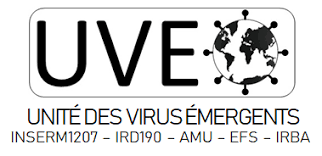 UVE
UNITÉ DES VIRUS ÉMERGENTS
INSERM1207 – IRD190 – AMU – EFS – IRBA